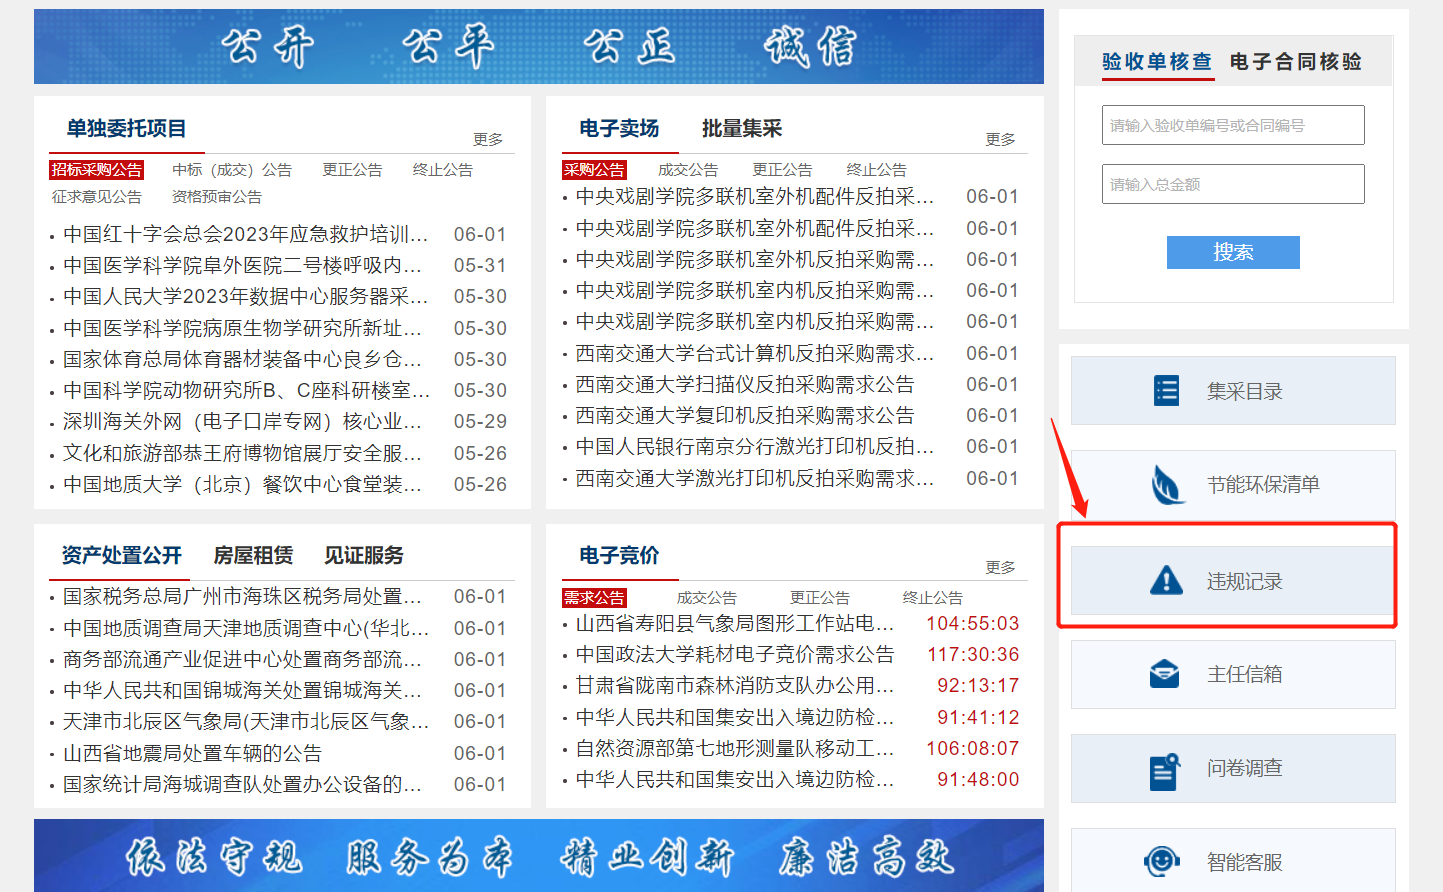 公开 公平 公正 诚信
单独委托项目
更多
招标采购公告 中标（成交）公告 更正公告 终止公告
征求意见公告 资格预审公告
中国红十字会总会2023年应急救护培训... 06-01
中国医学科学院阜外医院二号楼呼吸内... 05-31
中国人民大学2023年数据中心服务器采... 05-30
中国医学科学院病原生物学研究所新址... 05-30
国家体育总局体育器材装备中心良乡仓... 05-30
中国科学院动物研究所B、C座科研楼室... 05-30
深圳海关外网（电子口岸专网）核心业... 05-29
文化和旅游部恭王府博物馆展厅安全服... 05-26
中国地质大学（北京）餐饮中心食堂装... 05-26
电子卖场 批量集采
更多
采购公告 成交公告 更正公告 终止公告
中央戏剧学院多联机室外机配件反拍采... 06-01
中央戏剧学院多联机室外机配件反拍采... 06-01
中央戏剧学院多联机室外机反拍采购需... 06-01
中央戏剧学院多联机室内机反拍采购需... 06-01
中央戏剧学院多联机室内机反拍采购需... 06-01
西南交通大学台式计算机反拍采购需求... 06-01
西南交通大学扫描仪反拍采购需求公告 06-01
西南交通大学复印机反拍采购需求公告 06-01
中国人民银行南京分行激光打印机反拍... 06-01
西南交通大学激光打印机反拍采购需求... 06-01
资产处置公开 房屋租赁 见证服务
国家税务总局广州市海珠区税务局处置... 06-01
中国地质调查局天津地质调查中心(华北... 06-01
商务部流通产业促进中心处置商务部流... 06-01
中华人民共和国锦城海关处置锦城海关... 06-01
天津市北辰区气象局(天津市北辰区气象... 06-01
山西省地震局处置车辆的公告 06-01
国家统计局海城调查队处置办公设备的... 06-01
电子竞价
更多
需求公告 成交公告 更正公告 终止公告
山西省寿阳县气象局图形工作站电... 104:55:03
中国政法大学耗材电子竞价需求公告 117:30:36
甘肃省陇南市森林消防支队办公用... 92:13:17
中华人民共和国集安出入境边防检... 91:41:12
自然资源部第七地形测量队移动工... 106:08:07
中华人民共和国集安出入境边防检... 91:48:00
依法守规 服务为本 精业创新 廉洁高效
验收单核查 电子合同核验
请输入验收单编号或合同编号
请输入总金额
搜索
集采目录
节能环保清单
违规记录
主任信箱
问卷调查
智能客服